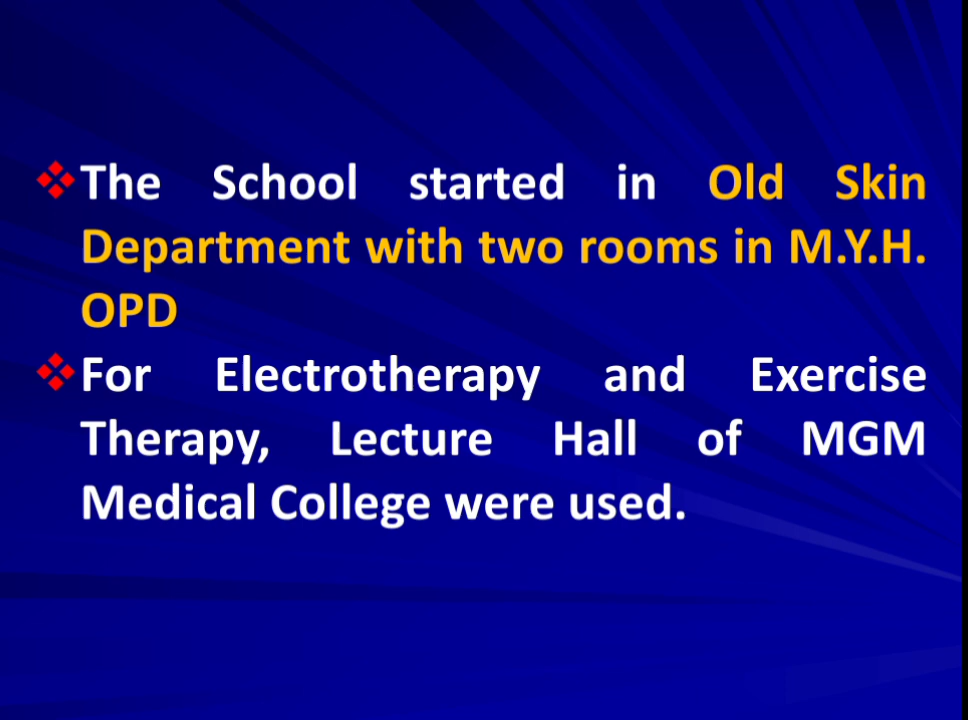 The School started in Old Skin
Department with two rooms in M.Y.H.
OPD
For Electrotherapy and Exercise
Therapy, Lecture Hall of MGM
Medical College were used.